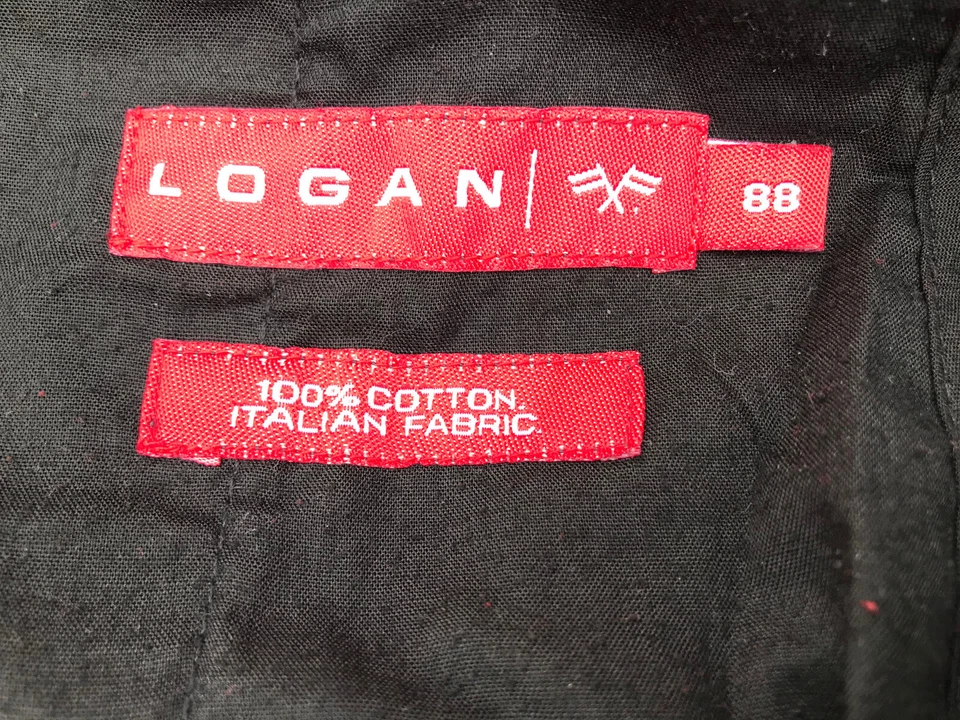 LOGAN
88
100% COTTON.
ITALIAN FABRIC.